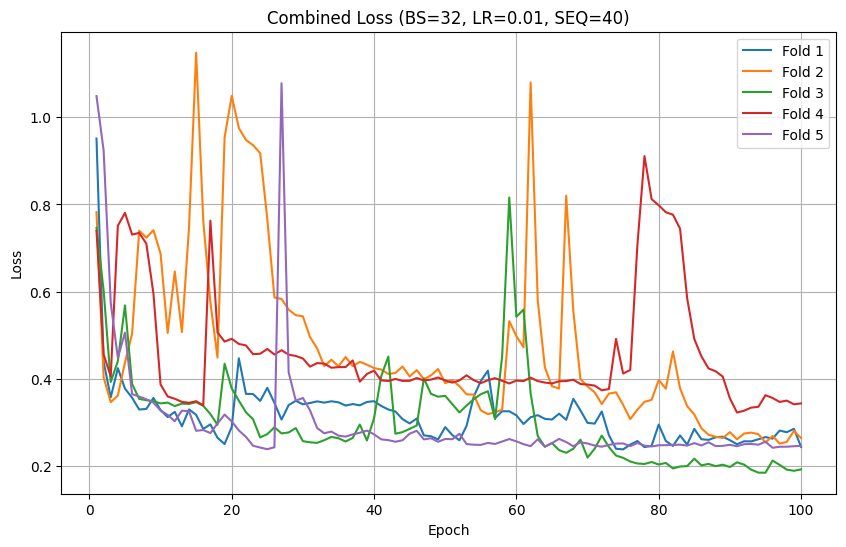 Combined Loss (BS=32, LR=0.01, SEQ=40)
Loss
1.0
0.8
0.6
0.4
0.2
0
20
40
60
80
100
Epoch
Fold 1
Fold 2
Fold 3
Fold 4
Fold 5